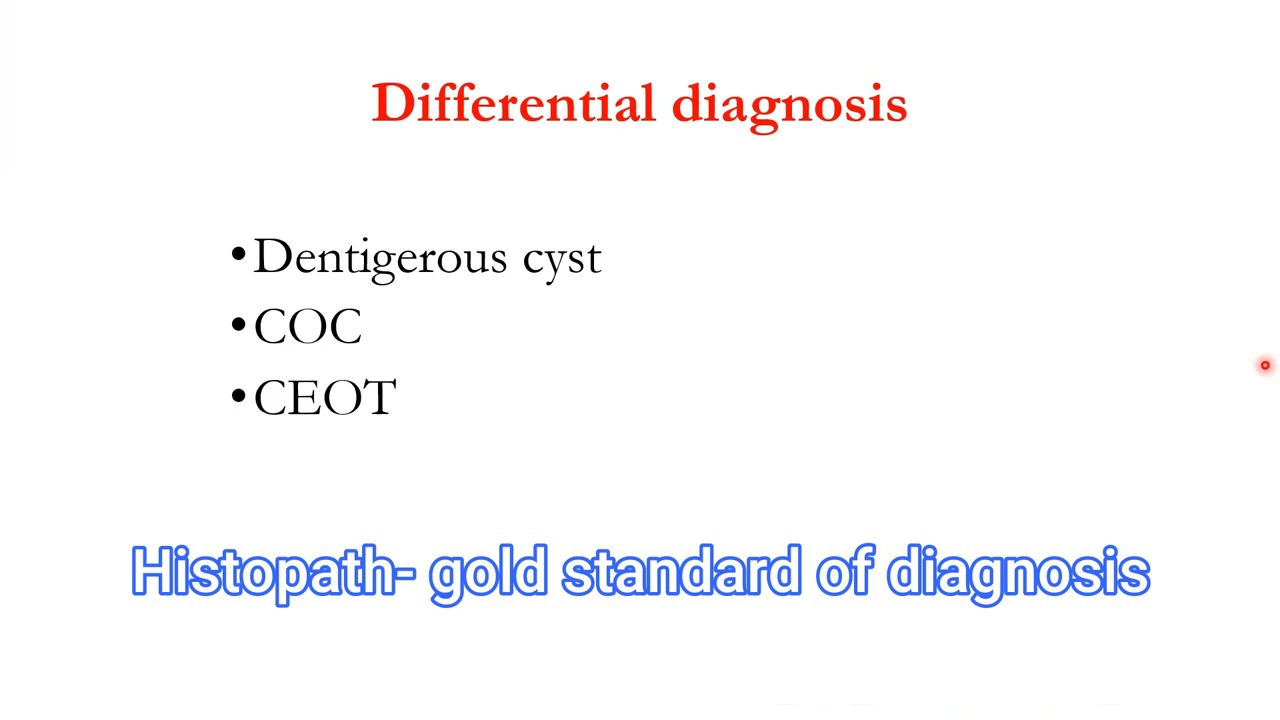 Differential diagnosis
•Dentigerous cyst
•COC
•CEOT
Histopath- gold standard of diagnosis